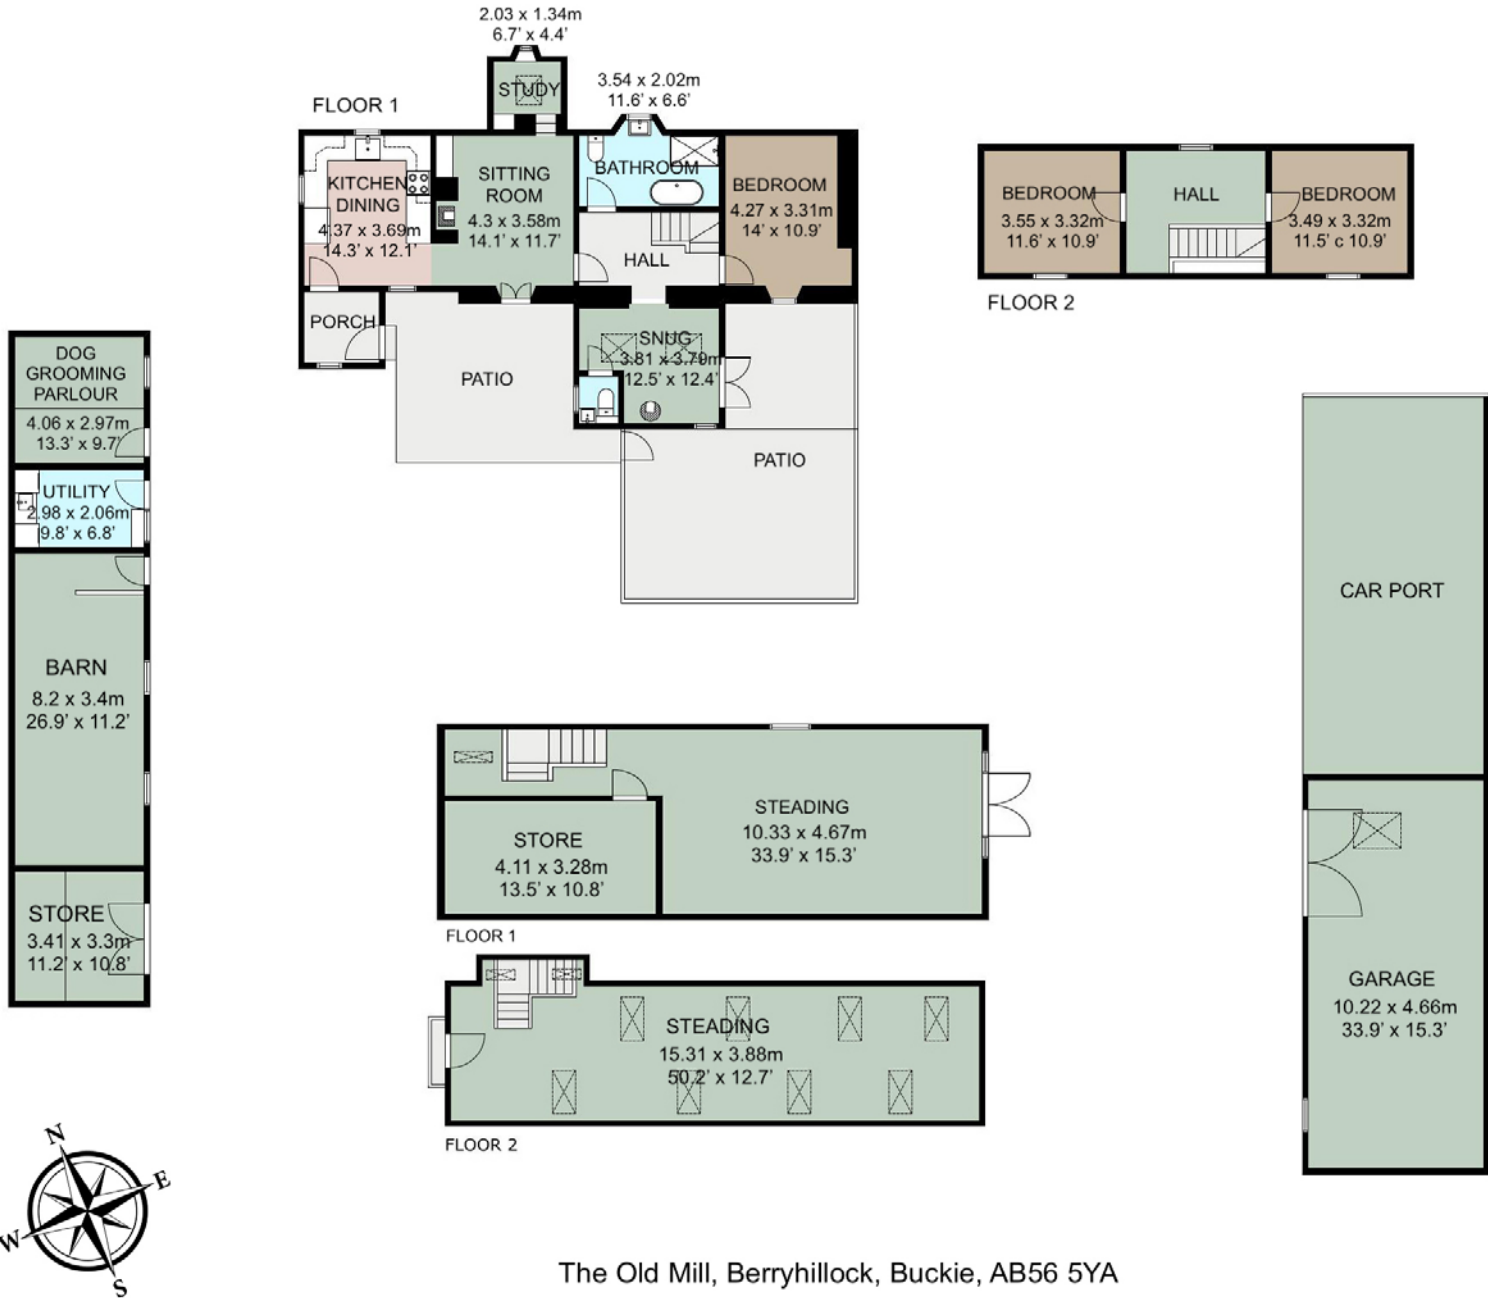 2.03 x 1.34m
6.7' x 4.4'
3.54 x 2.02m
11.6' x 6.6'
FLOOR 1
STUDY
KITCHEN
DINING
4.37 x 3.69m
14.3' x 12.1'
SITTING
ROOM
4.3 x 3.58m
14.1' x 11.7'
BATHROOM
BEDROOM
4.27 x 3.31m
14' x 10.9'
HALL
PORCH
PATIO
SNUG
3.81 x 3.79m
12.5' x 12.4'
PATIO
BEDROOM
3.55 x 3.32m
11.6' x 10.9'
HALL
BEDROOM
3.49 x 3.32m
11.5' c 10.9'
FLOOR 2
DOG
GROOMING
PARLOUR
4.06 x 2.97m
13.3' x 9.7'
UTILITY
2.98 x 2.06m
9.8' x 6.8'
BARN
8.2 x 3.4m
26.9' x 11.2'
STORE
3.41 x 3.3m
11.2' x 10.8'
STEADING
10.33 x 4.67m
33.9' x 15.3'
STORE
4.11 x 3.28m
13.5' x 10.8'
FLOOR 1
STEADING
15.31 x 3.88m
50.2' x 12.7'
FLOOR 2
CAR PORT
GARAGE
10.22 x 4.66m
33.9' x 15.3'
N
E
W
S
The Old Mill, Berryhillock, Buckie, AB56 5YA